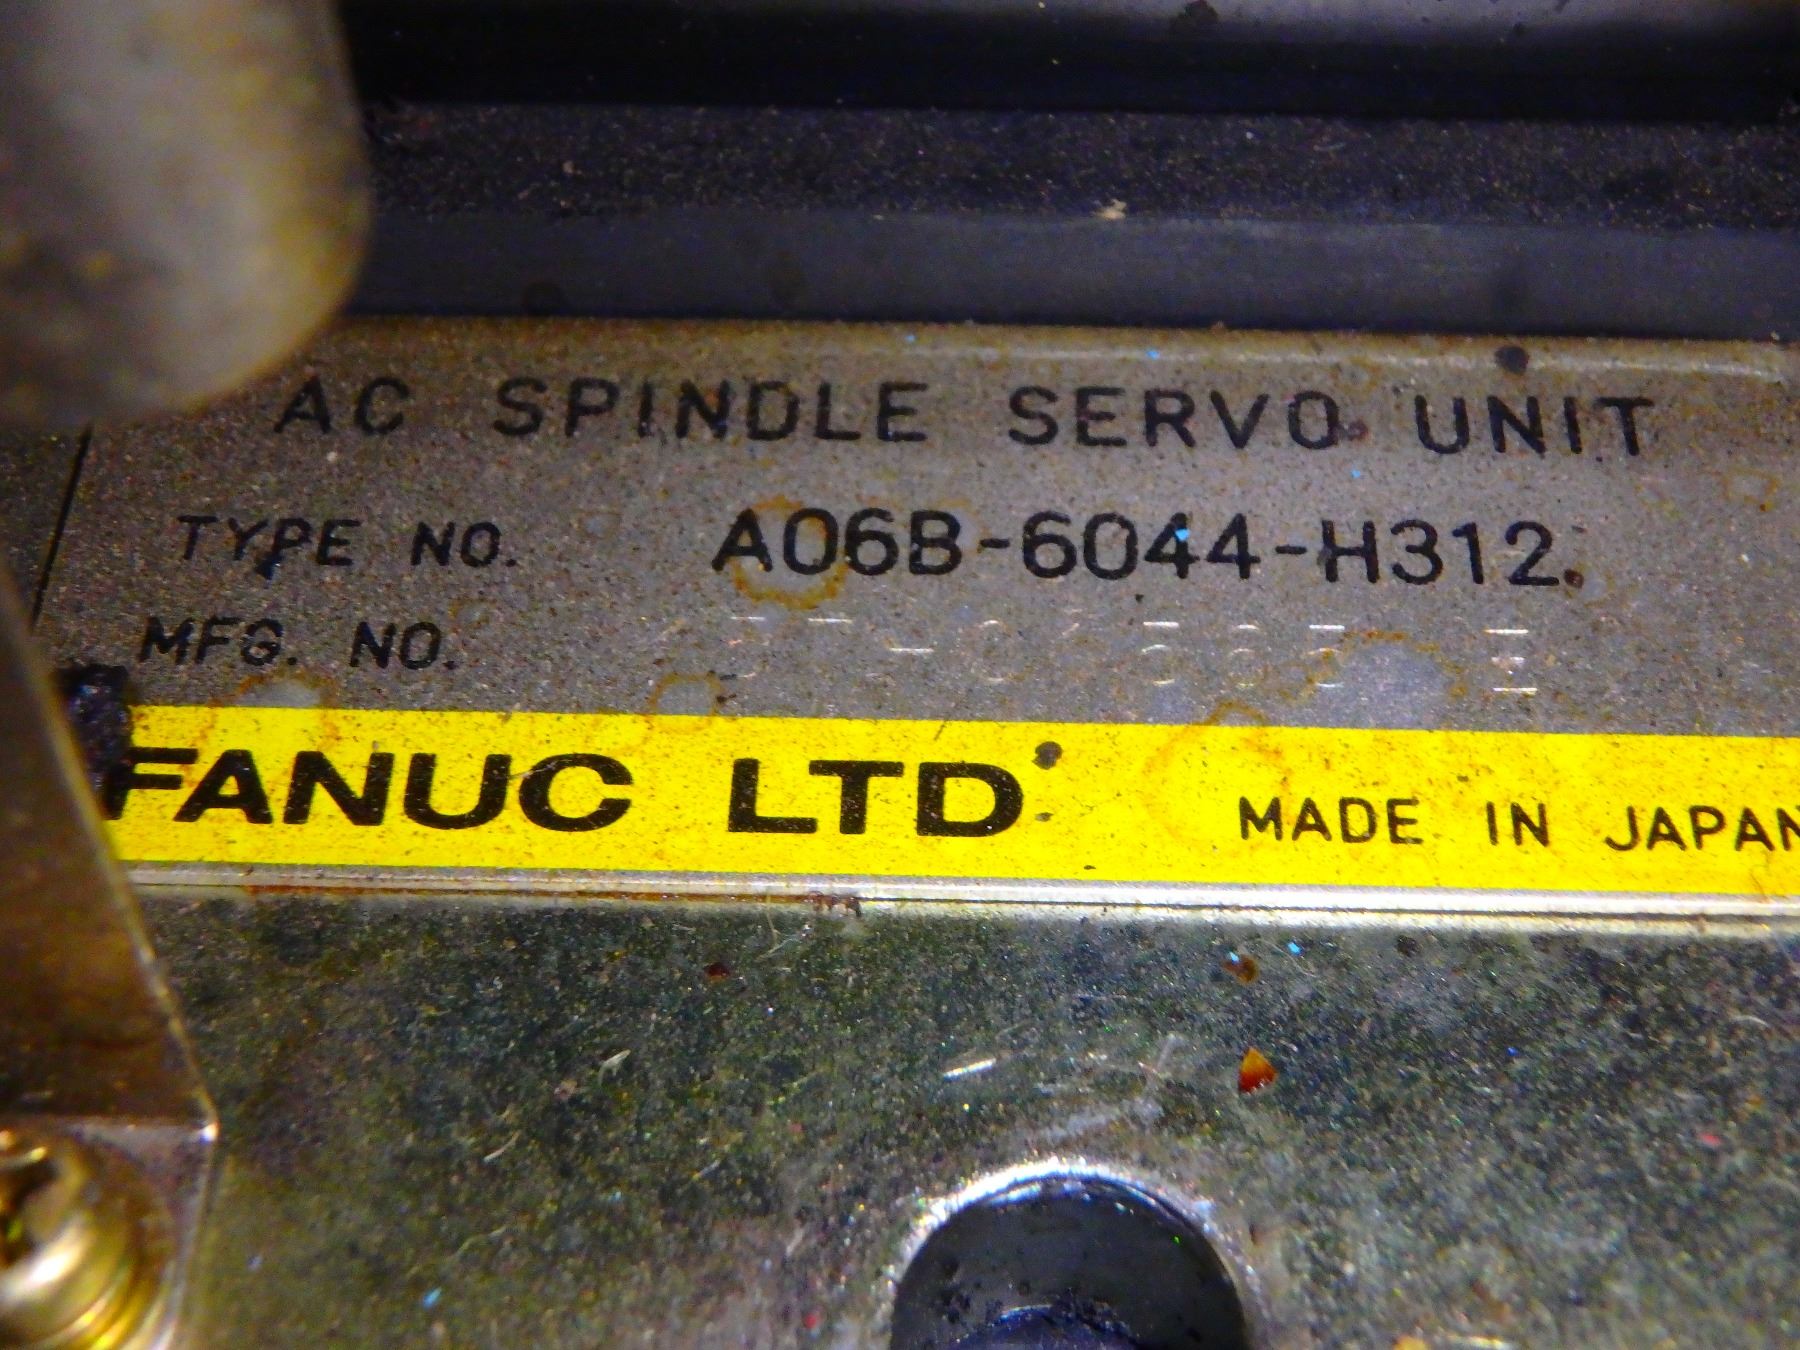 AC SPINDLE SERVO UNIT
TYPE NO. A06B-6044-H312.
MFG. NO.
FANUC LTD MADE IN JAPAN